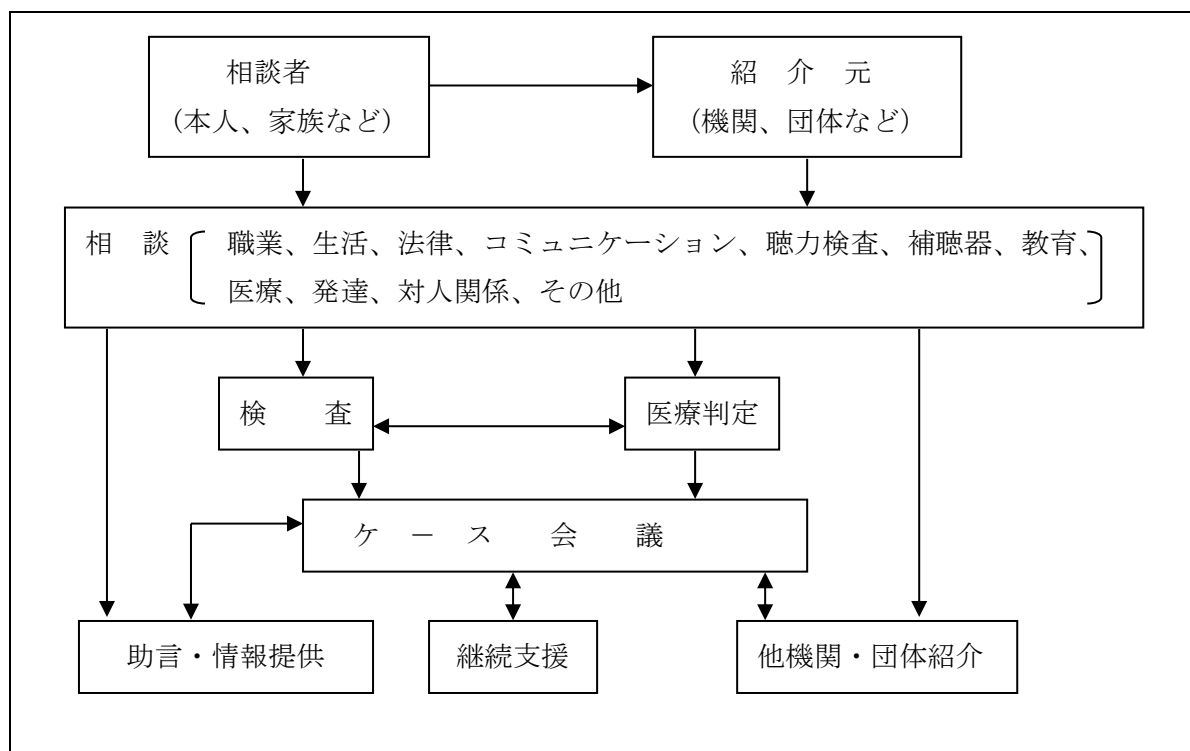 相談者
(本人、家族など)
紹 介 元
(機関、団体など)
相 談
職業、生活、法律、コミュニケーション、聴力検査、補聴器、教育、
医療、発達、対人関係、その他
検 査
医療判定
ケ － ス 会 議
助言・情報提供
継続支援
他機関・団体紹介